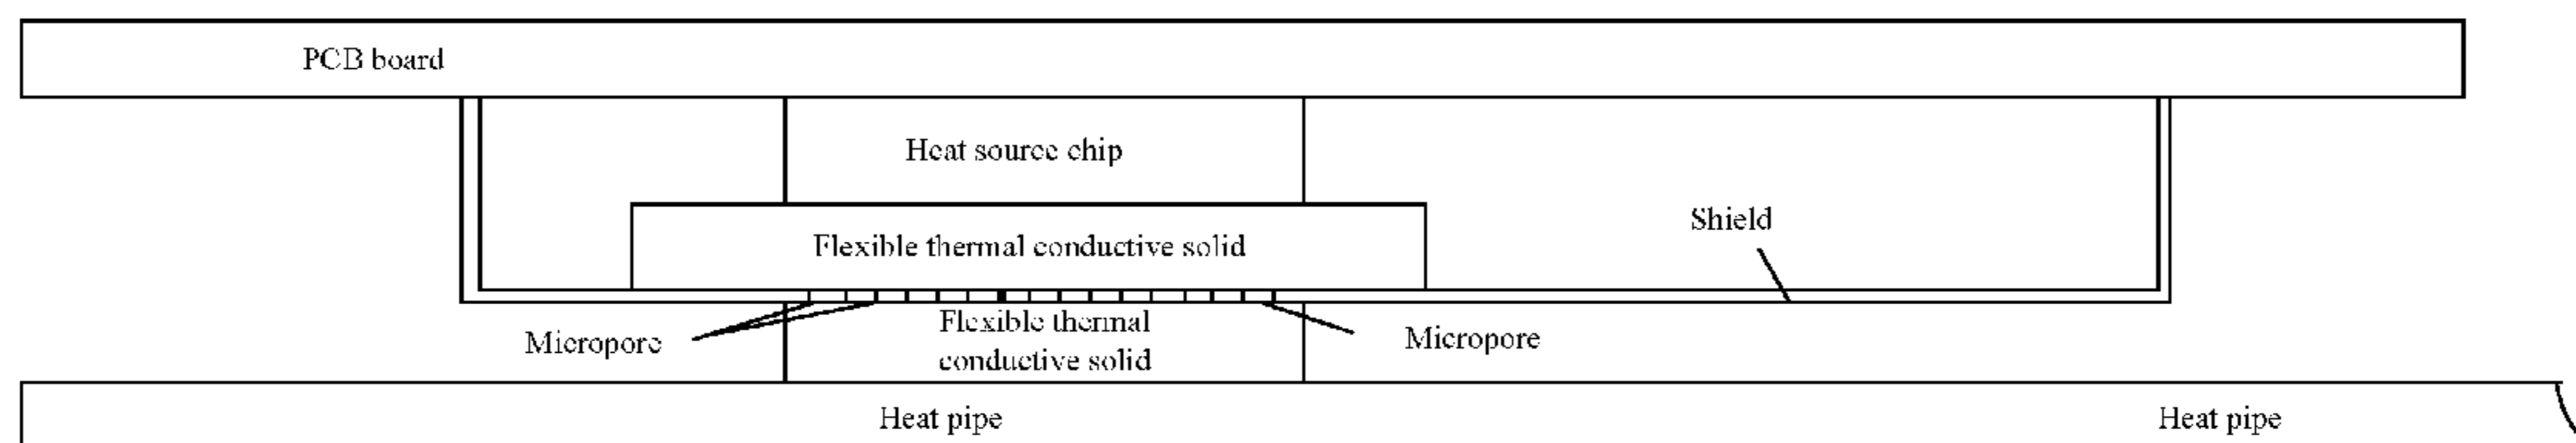 PCB board
Heat source chip
Shield
Flexible thermal conductive solid
Micropore
Flexible thermal
conductive solid
Micropore
Heat pipe
Heat pipe